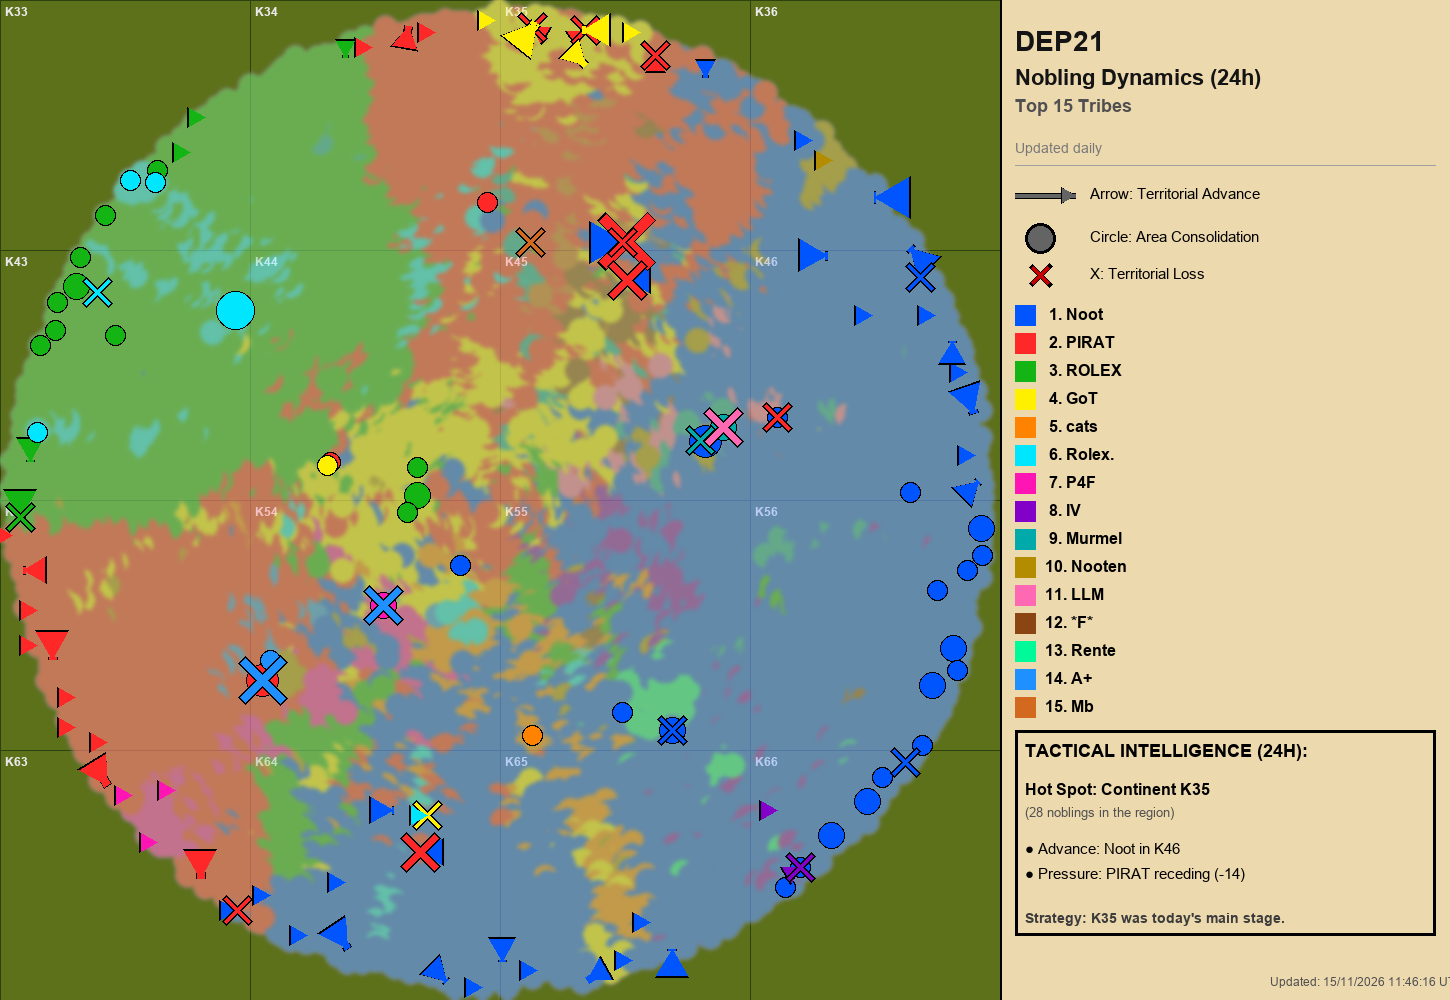 K33
K34
K35
K36
K43
K44
K45
K46
54
K54
K55
K56
K63
K64
K65
K66
DEP21
Nobling Dynamics (24h)
Top 15 Tribes
Updated daily
Arrow: Territorial Advance
Circle: Area Consolidation
X: Territorial Loss
1. Noot
2. PIRAT
3. ROLEX
4. GoT
5. cats
6. Rolex.
7. P4F
8. IV
9. Murmel
10. Nooten
11. LLM
12. *F*
13. Rente
14. A+
15. Mb
TACTICAL INTELLIGENCE (24H):
Hot Spot: Continent K35
(28 noblings in the region)
● Advance: Noot in K46
● Pressure: PIRAT receding (-14)
Strategy: K35 was today's main stage.
Updated: 15/11/2026 11:46:16 U